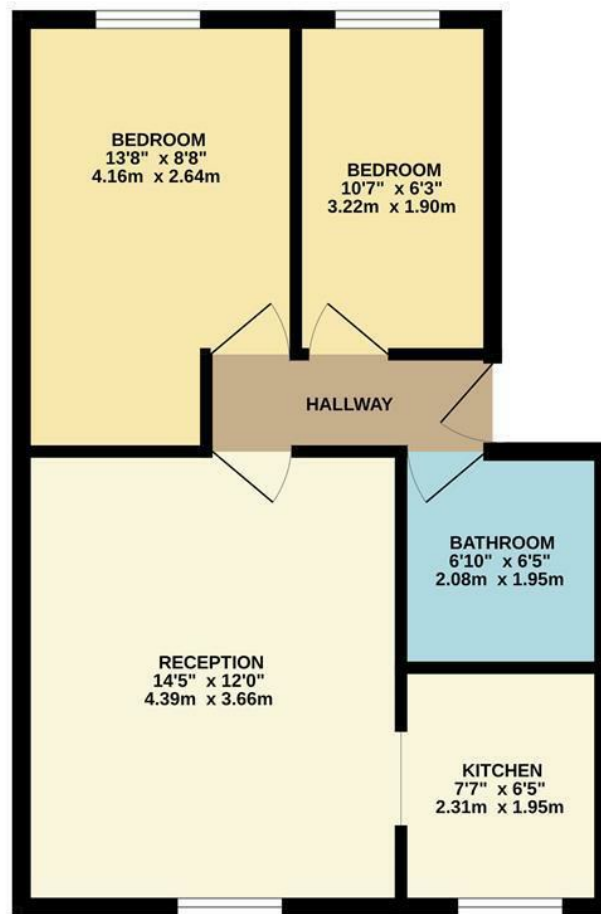 BEDROOM
13'8" x 8'8"
4.16m x 2.64m
BEDROOM
10'7" x 6'3"
3.22m x 1.90m
HALLWAY
BATHROOM
6'10" x 6'5"
2.08m x 1.95m
RECEPTION
14'5" x 12'0"
4.39m x 3.66m
KITCHEN
7'7" x 6'5"
2.31m x 1.95m